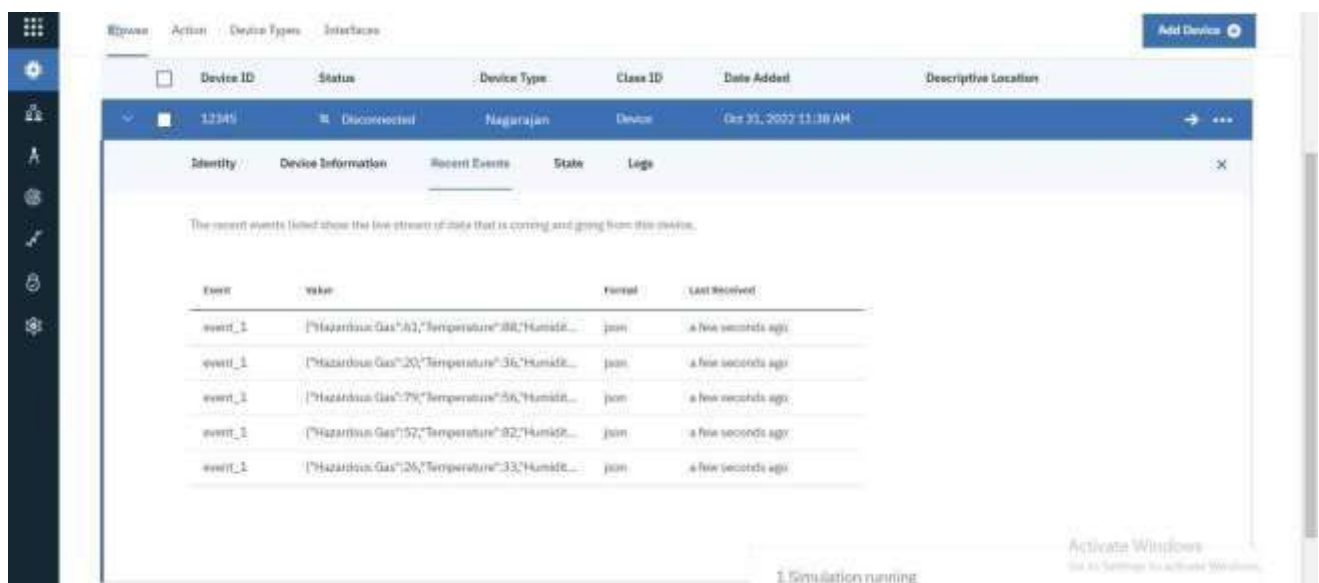 Browse Action Device Types Interfaces
Add Device
Device ID Status Device Type Class ID Date Added Descriptive Location
12345 Disconnected Nagarajan Device Oct 31, 2022 11:38 AM
Identity Device Information Recent Events State Logs
The recent events listed show the live stream of data that is coming and going from this device.
Event Value Format Last Received
event_1 {"Hazardous Gas":61,"Temperature":88,"Humidit... json a few seconds ago
event_1 {"Hazardous Gas":20,"Temperature":36,"Humidit... json a few seconds ago
event_1 {"Hazardous Gas":79,"Temperature":56,"Humidit... json a few seconds ago
event_1 {"Hazardous Gas":52,"Temperature":82,"Humidit... json a few seconds ago
event_1 {"Hazardous Gas":26,"Temperature":33,"Humidit... json a few seconds ago
Activate Windows
Go to Settings to activate Windows.
1 Simulation running